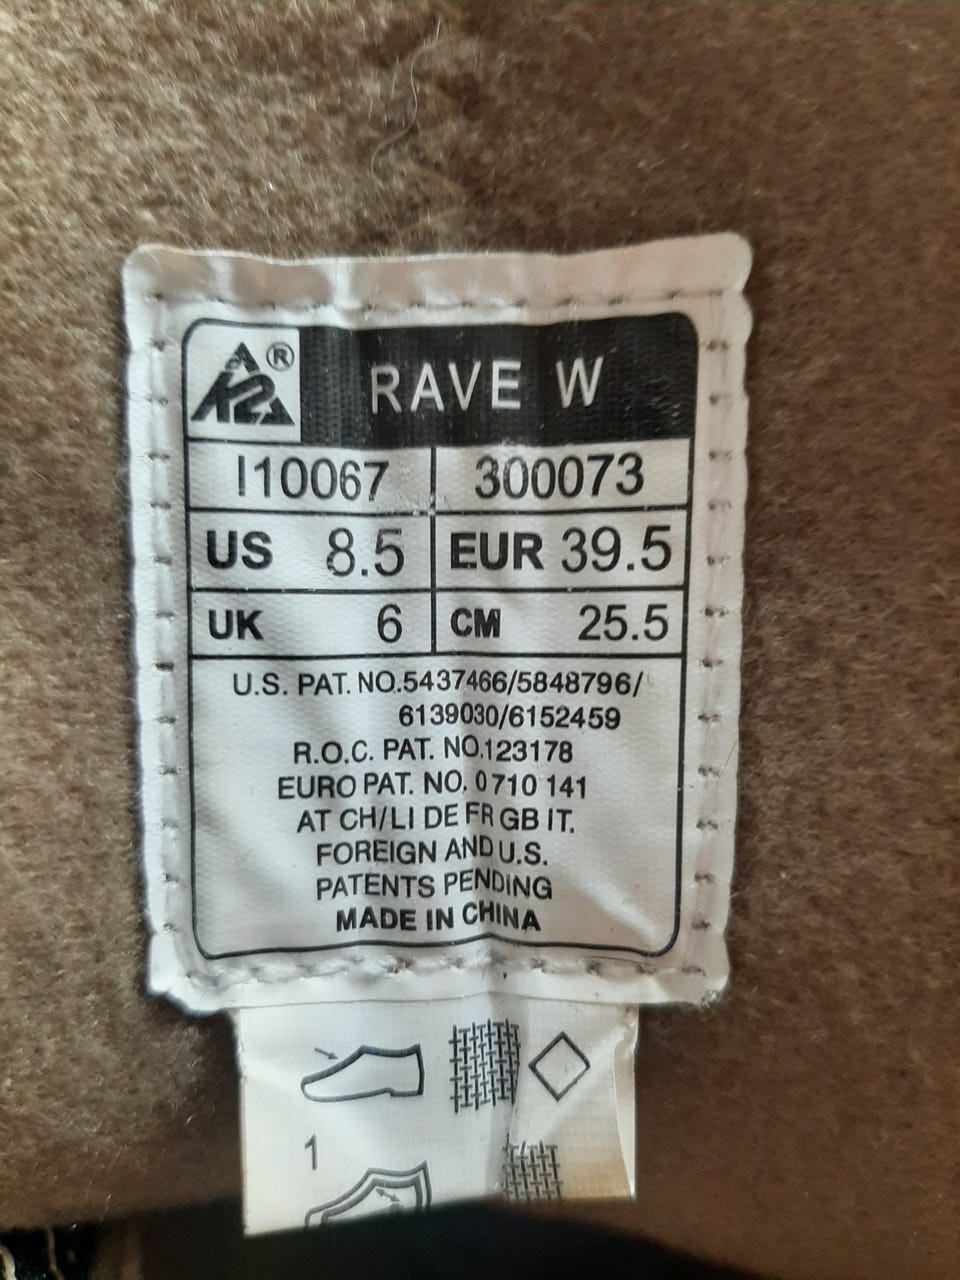 K2® RAVE W
I10067 300073
US 8.5 EUR 39.5
UK 6 CM 25.5
U.S. PAT. NO.5437466/5848796/
6139030/6152459
R.O.C. PAT. NO.123178
EURO PAT. NO. 0 710 141
AT CH/LI DE FR GB IT.
FOREIGN AND U.S.
PATENTS PENDING
MADE IN CHINA
1